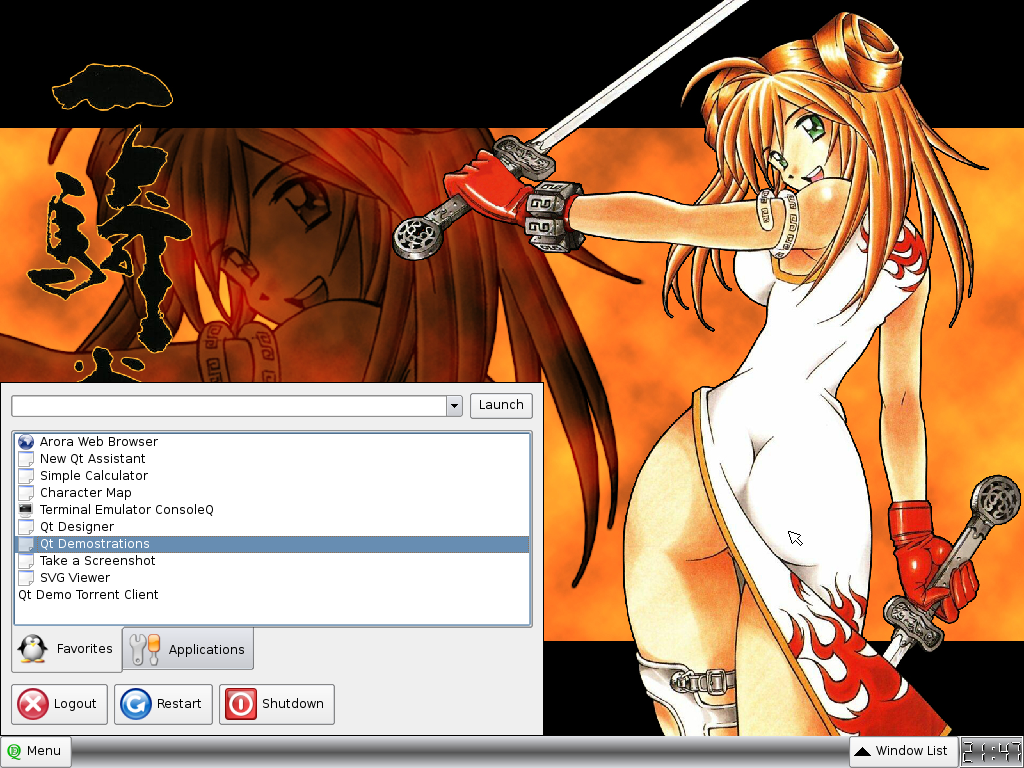 Launch
Arora Web Browser
New Qt Assistant
Simple Calculator
Character Map
Terminal Emulator ConsoleQ
Qt Designer
Qt Demostrations
Take a Screenshot
SVG Viewer
Qt Demo Torrent Client
Favorites
Applications
Logout
Restart
Shutdown
Menu
Window List
21:47